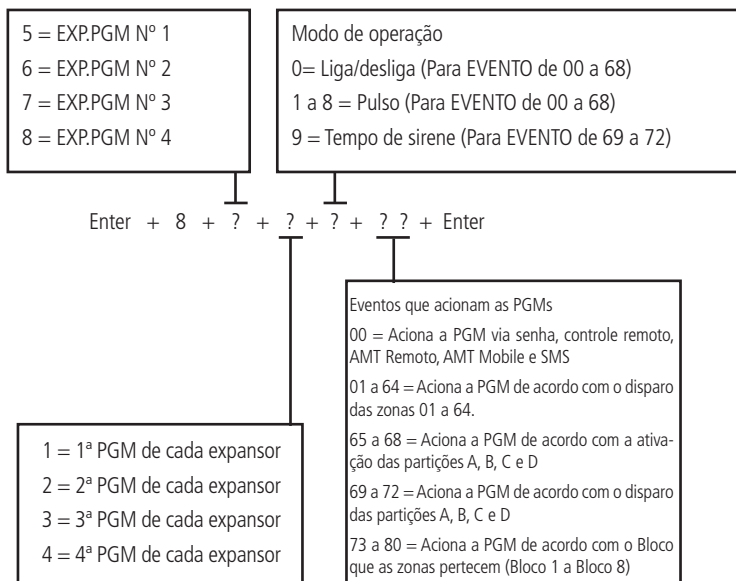 5 = EXP.PGM Nº 1
6 = EXP.PGM Nº 2
7 = EXP.PGM Nº 3
8 = EXP.PGM Nº 4
Modo de operação
0= Liga/desliga (Para EVENTO de 00 a 68)
1 a 8 = Pulso (Para EVENTO de 00 a 68)
9 = Tempo de sirene (Para EVENTO de 69 a 72)
Enter + 8 + ? + ? + ? + ? ? + Enter
1 = 1ª PGM de cada expansor
2 = 2ª PGM de cada expansor
3 = 3ª PGM de cada expansor
4 = 4ª PGM de cada expansor
Eventos que acionam as PGMs
00 = Aciona a PGM via senha, controle remoto,
AMT Remoto, AMT Mobile e SMS
01 a 64 = Aciona a PGM de acordo com o disparo
das zonas 01 a 64.
65 a 68 = Aciona a PGM de acordo com a ativa-
ção das partições A, B, C e D
69 a 72 = Aciona a PGM de acordo com o disparo
das partições A, B, C e D
73 a 80 = Aciona a PGM de acordo com o Bloco
que as zonas pertecem (Bloco 1 a Bloco 8)